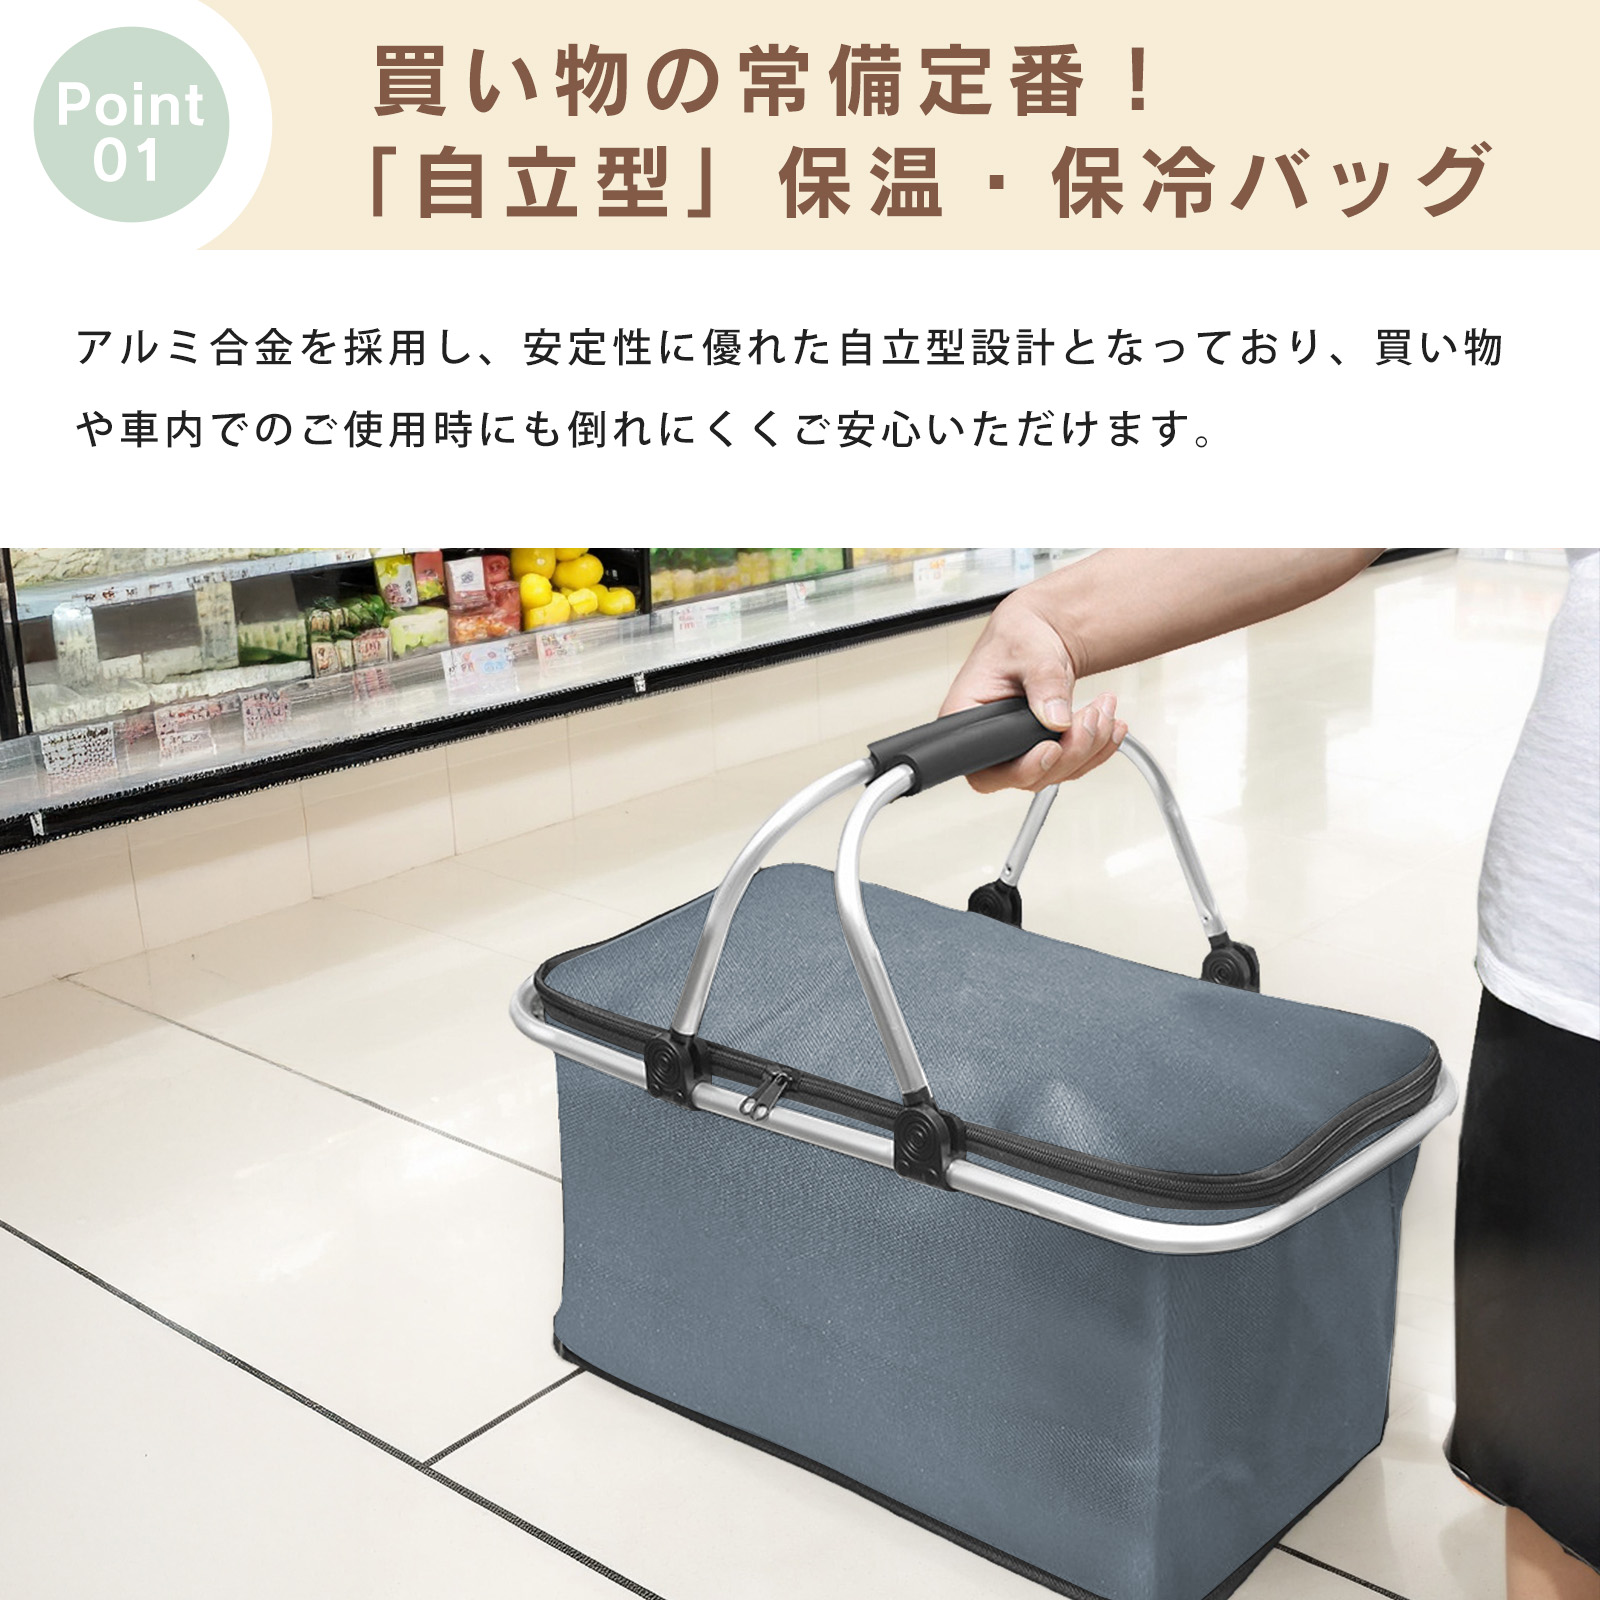 Point
01
買い物の常備定番！
「自立型」保温・保冷バッグ
アルミ合金を採用し、安定性に優れた自立型設計となっており、買い物
や車内でのご使用時にも倒れにくくご安心いただけます。